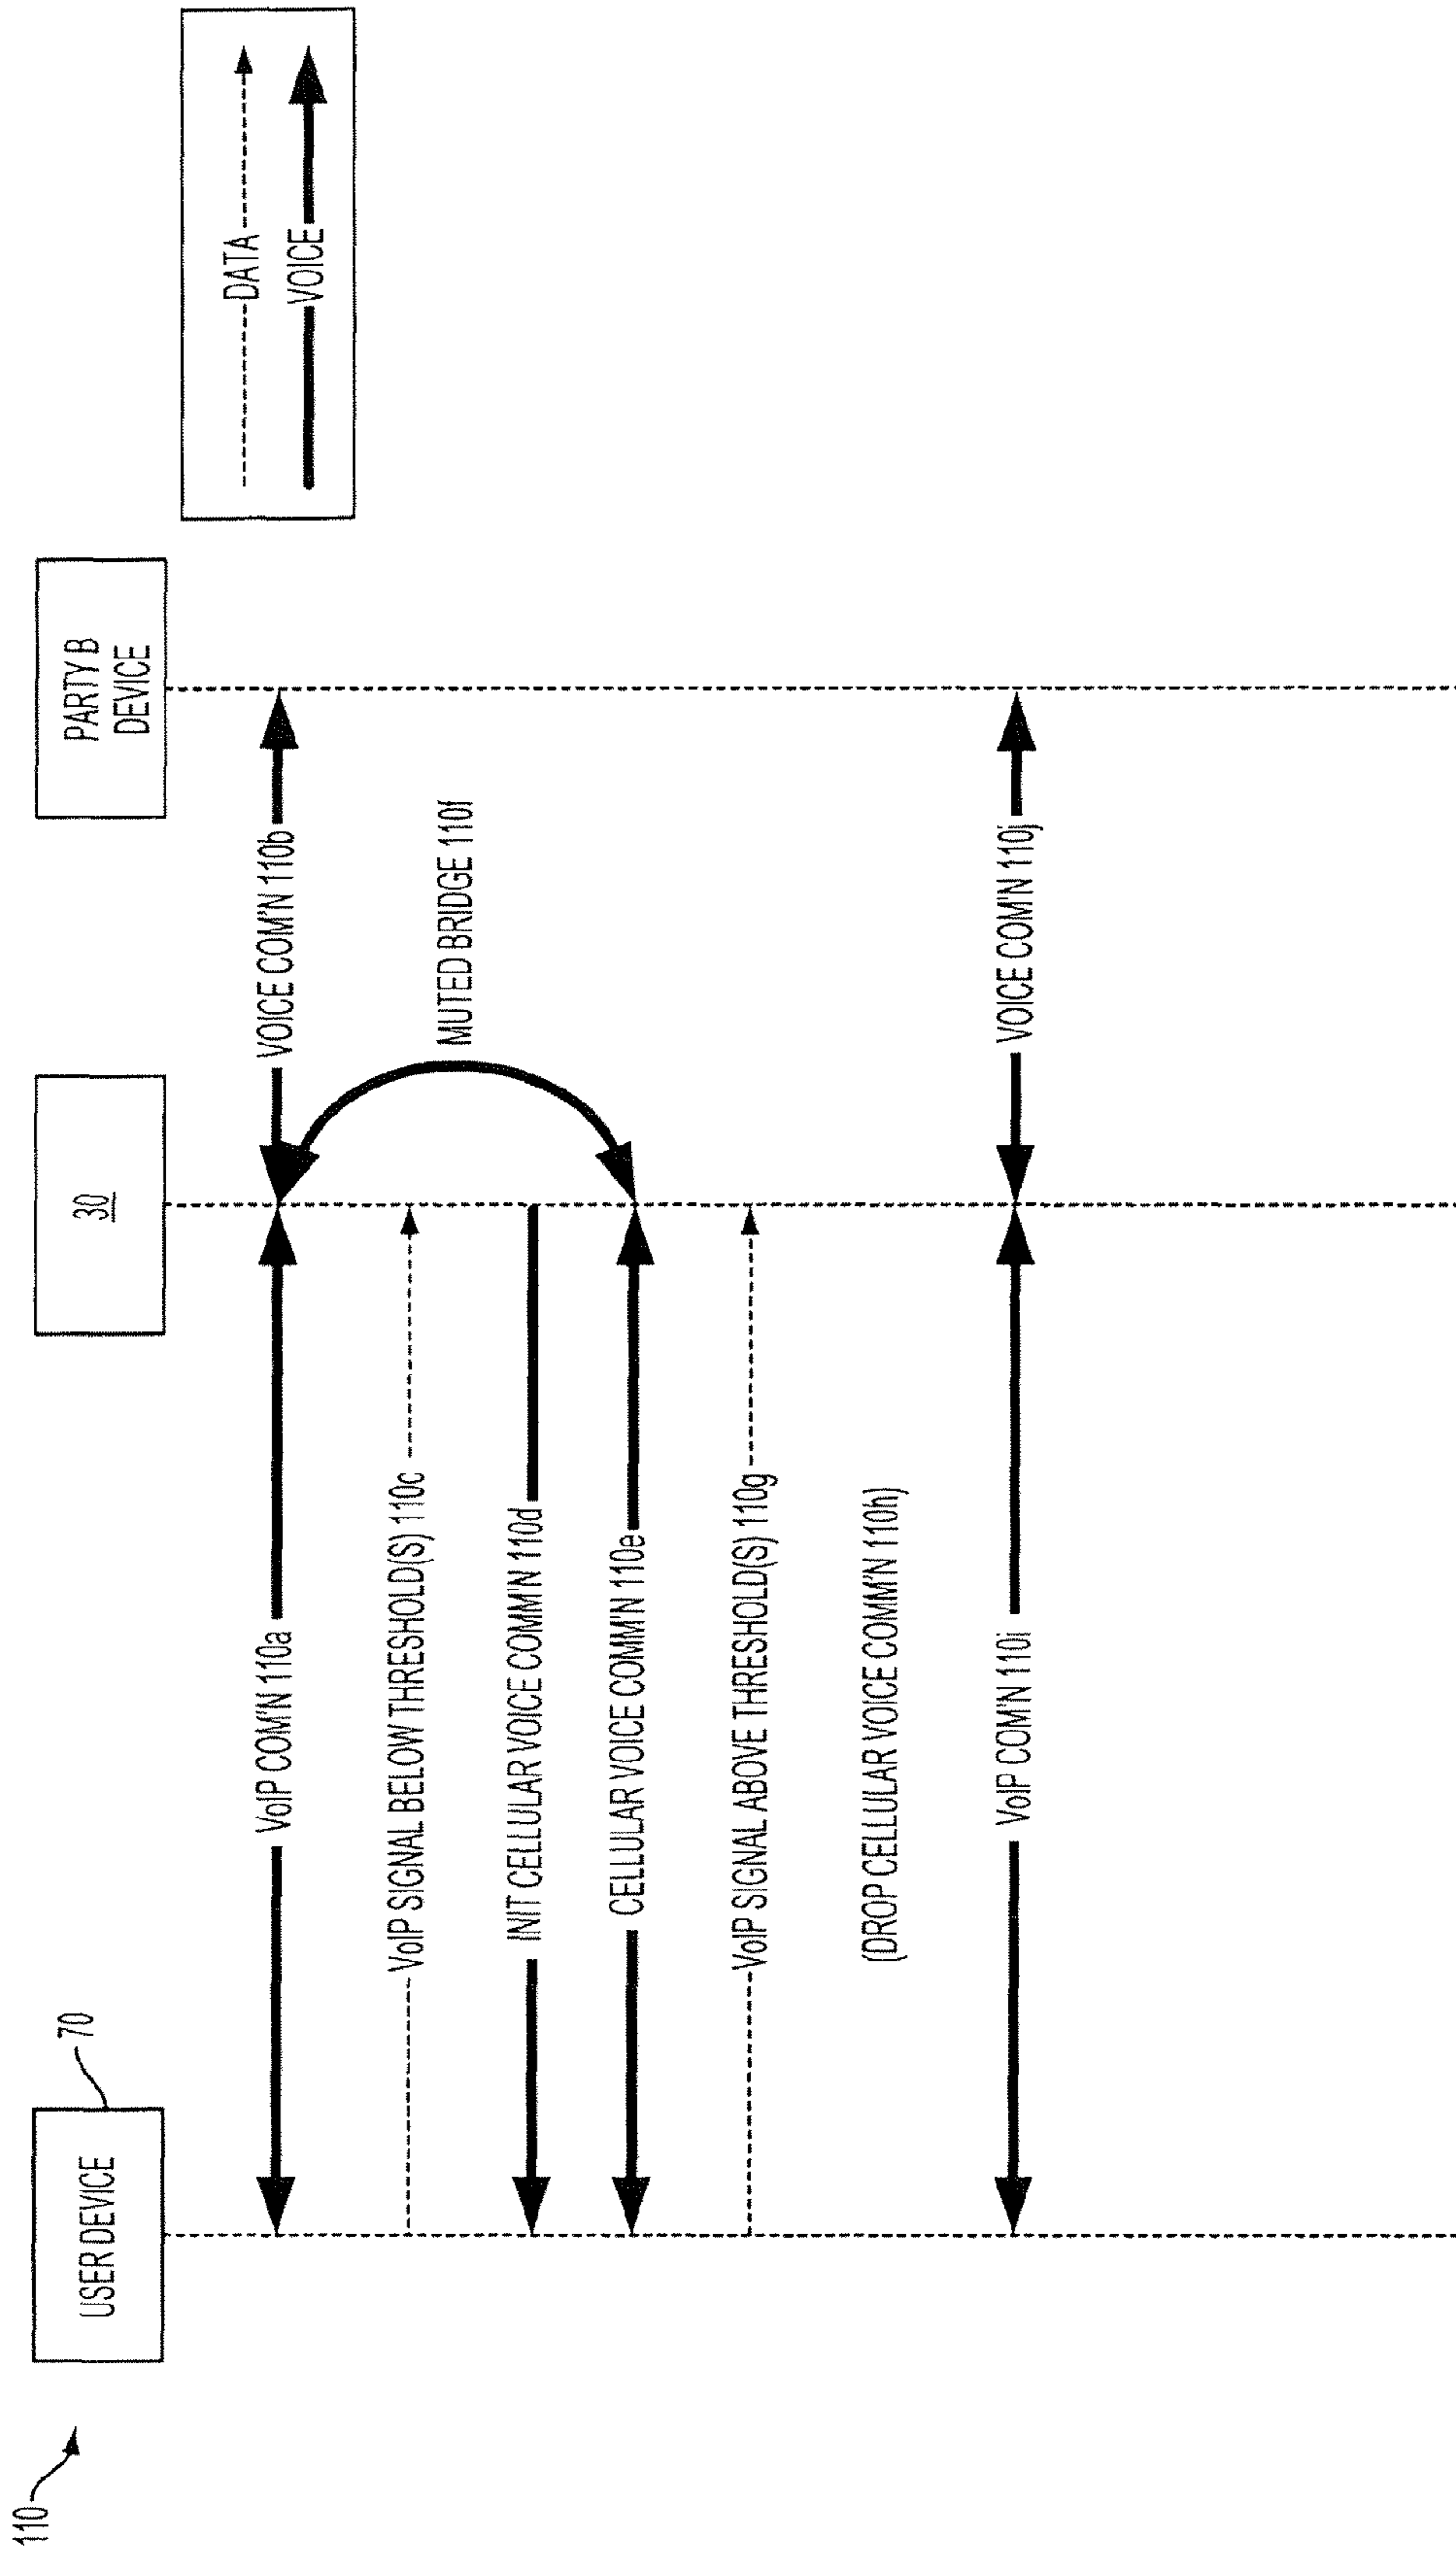 110
USER DEVICE
70
30
PARTY B
DEVICE
DATA
VOICE
VoIP COM'N 110a
VOICE COM'N 110b
VoIP SIGNAL BELOW THRESHOLD(S) 110c
MUTED BRIDGE 110f
INIT CELLULAR VOICE COMM'N 110d
CELLULAR VOICE COMM'N 110e
VoIP SIGNAL ABOVE THRESHOLD(S) 110g
(DROP CELLULAR VOICE COMM'N 110h)
VoIP COM'N 110i
VOICE COM'N 110j